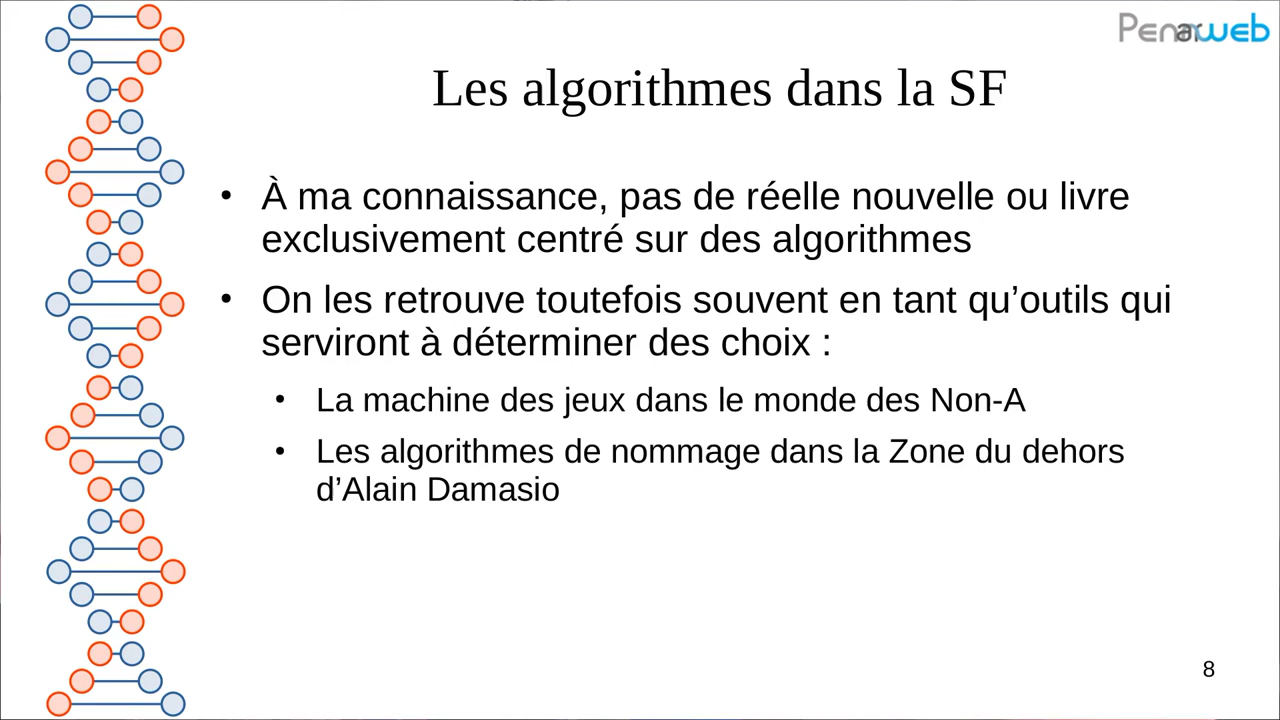 Penarweb
Les algorithmes dans la SF
• À ma connaissance, pas de réelle nouvelle ou livre
exclusivement centré sur des algorithmes
• On les retrouve toutefois souvent en tant qu’outils qui
serviront à déterminer des choix :
• La machine des jeux dans le monde des Non-A
• Les algorithmes de nommage dans la Zone du dehors
d’Alain Damasio
8